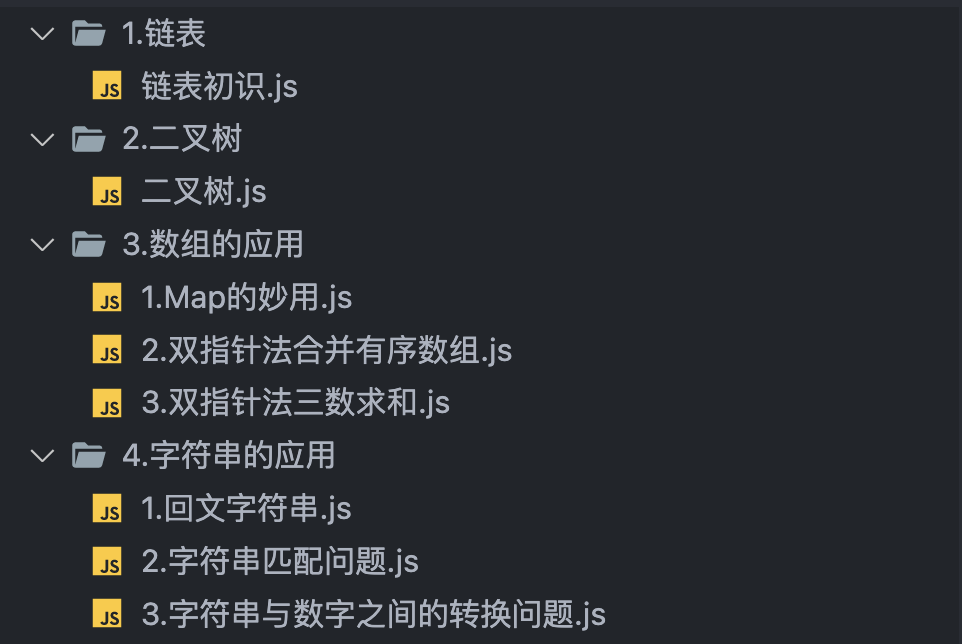 1.链表
JS 链表初识.js
2.二叉树
JS 二叉树.js
3.数组的应用
JS 1.Map的妙用.js
JS 2.双指针法合并有序数组.js
JS 3.双指针法三数求和.js
4.字符串的应用
JS 1.回文字符串.js
JS 2.字符串匹配问题.js
JS 3.字符串与数字之间的转换问题.js